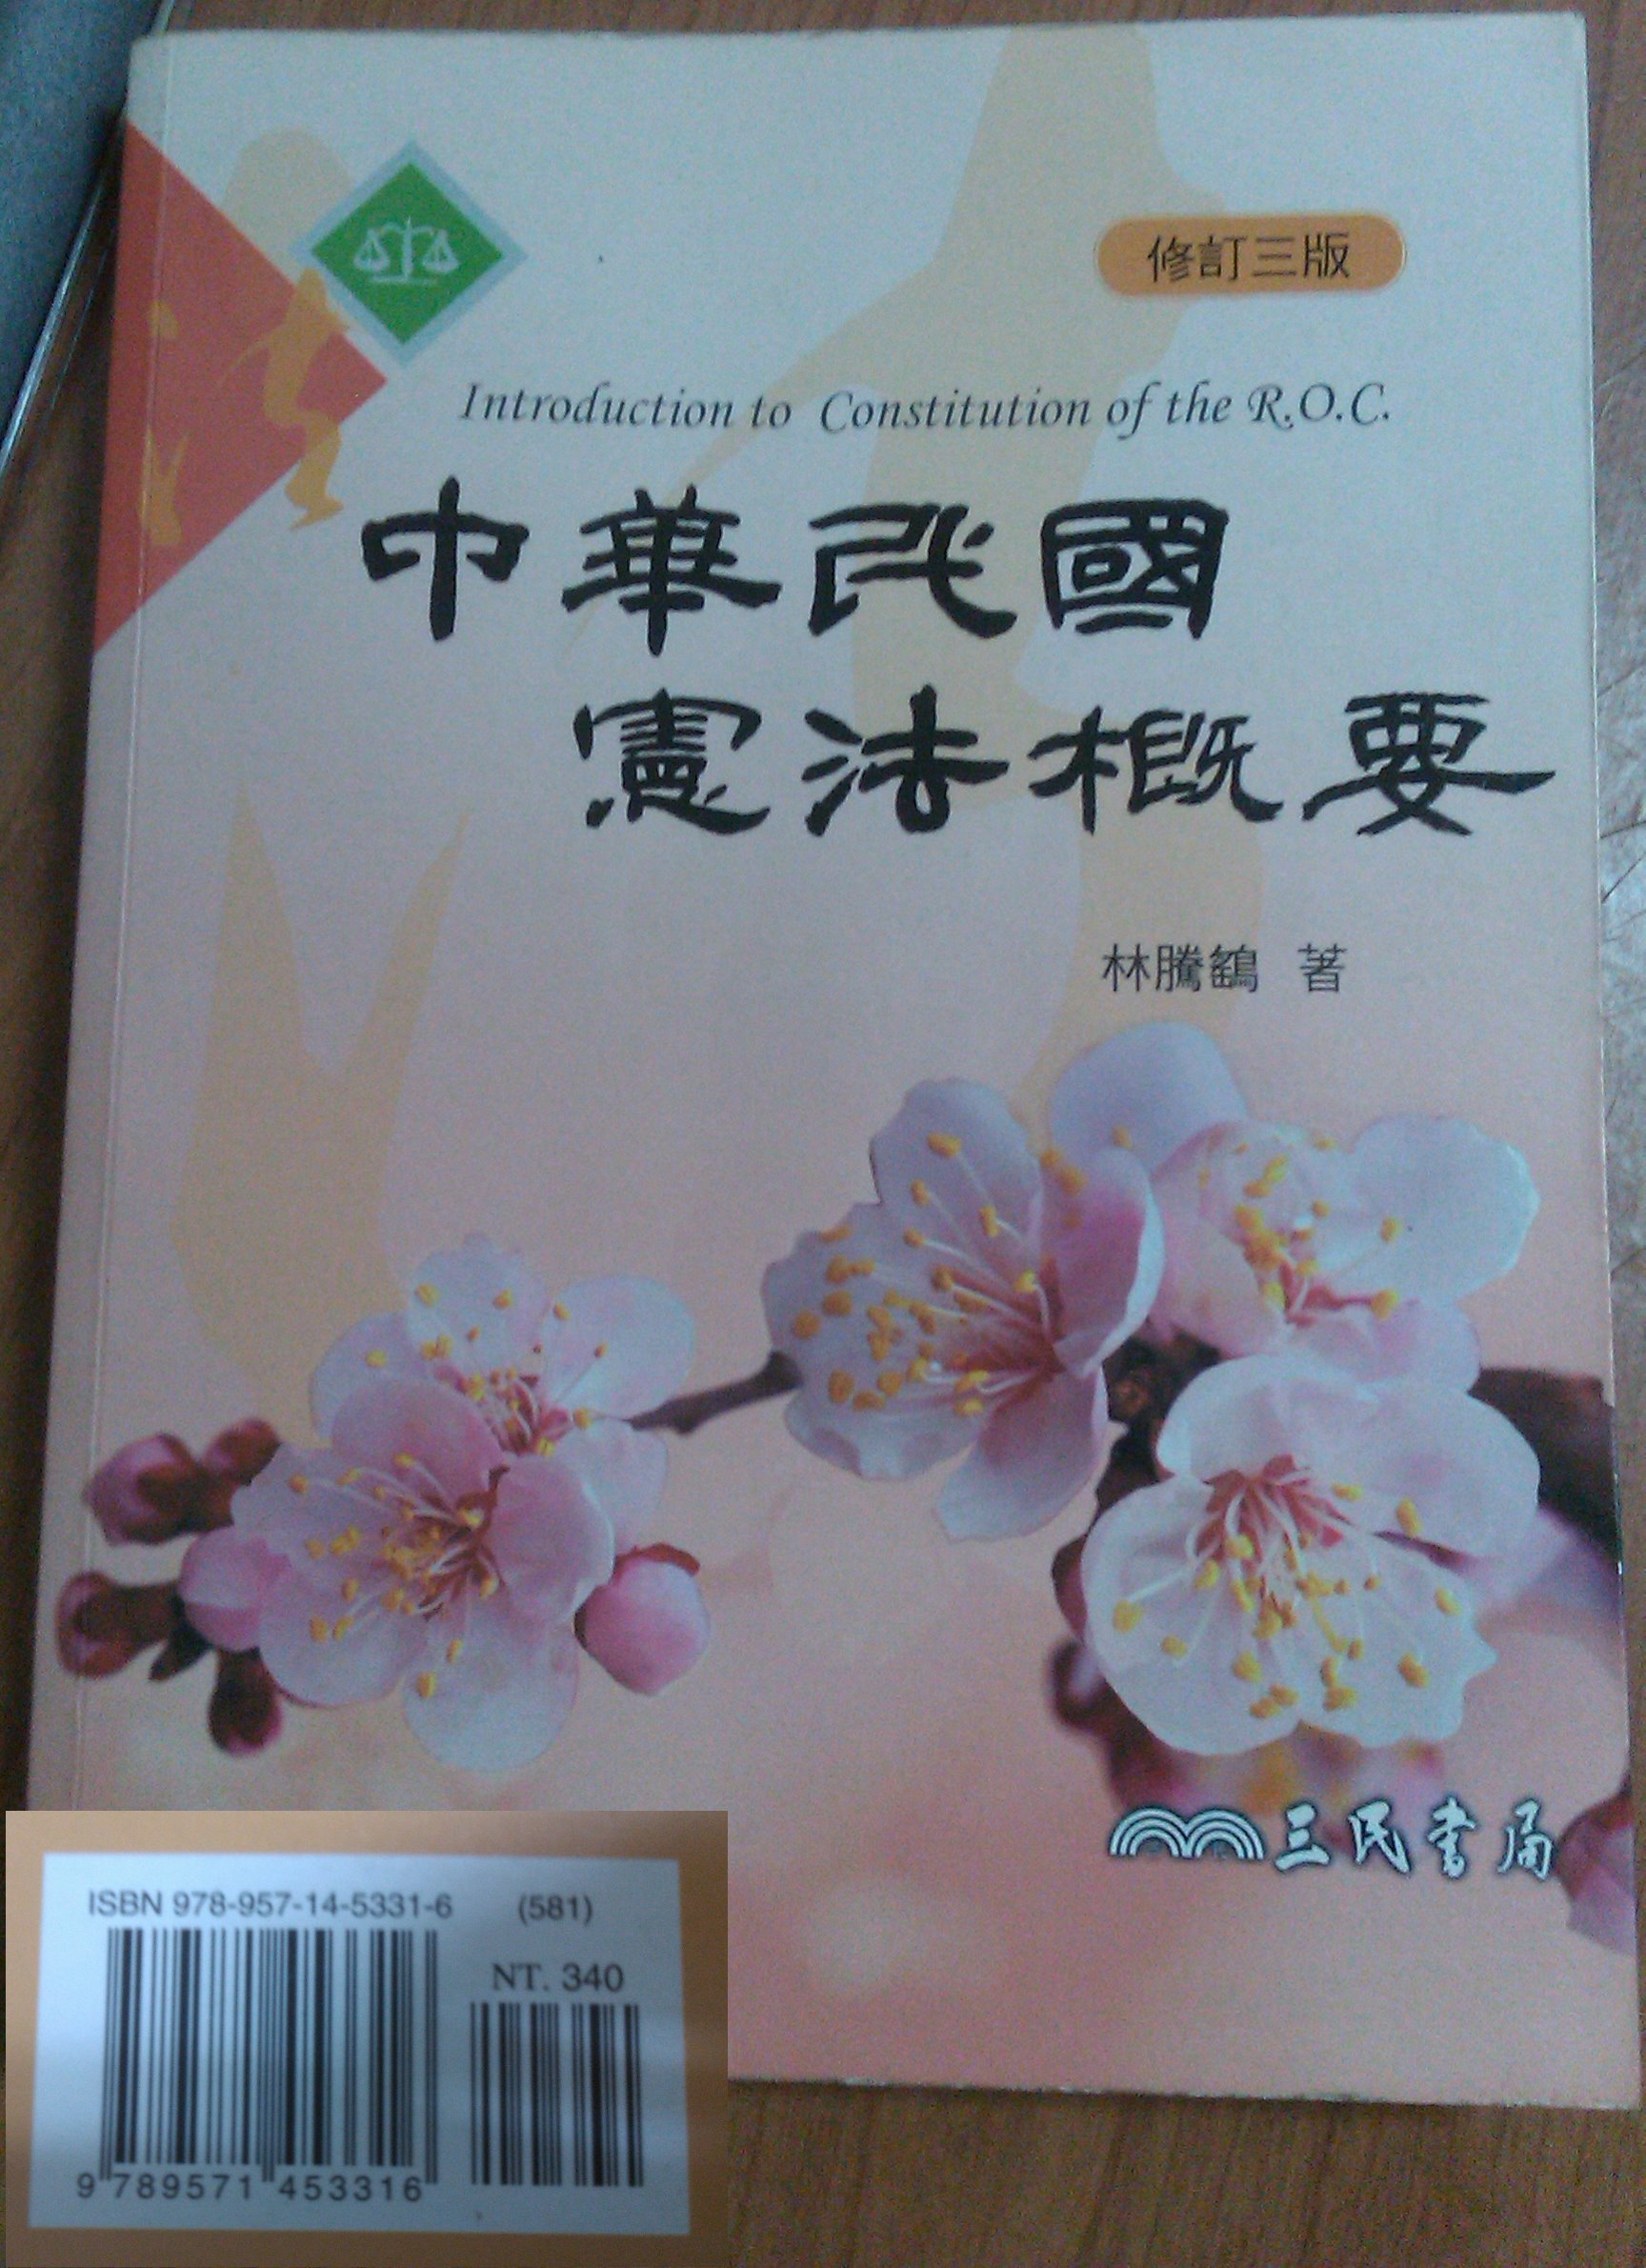 修訂三版
Introduction to Constitution of the R.O.C.
中華民國
憲法概要
林騰鷂 著
三民書局
ISBN 978-957-14-5331-6 (581)
NT. 340
9 789571 453316